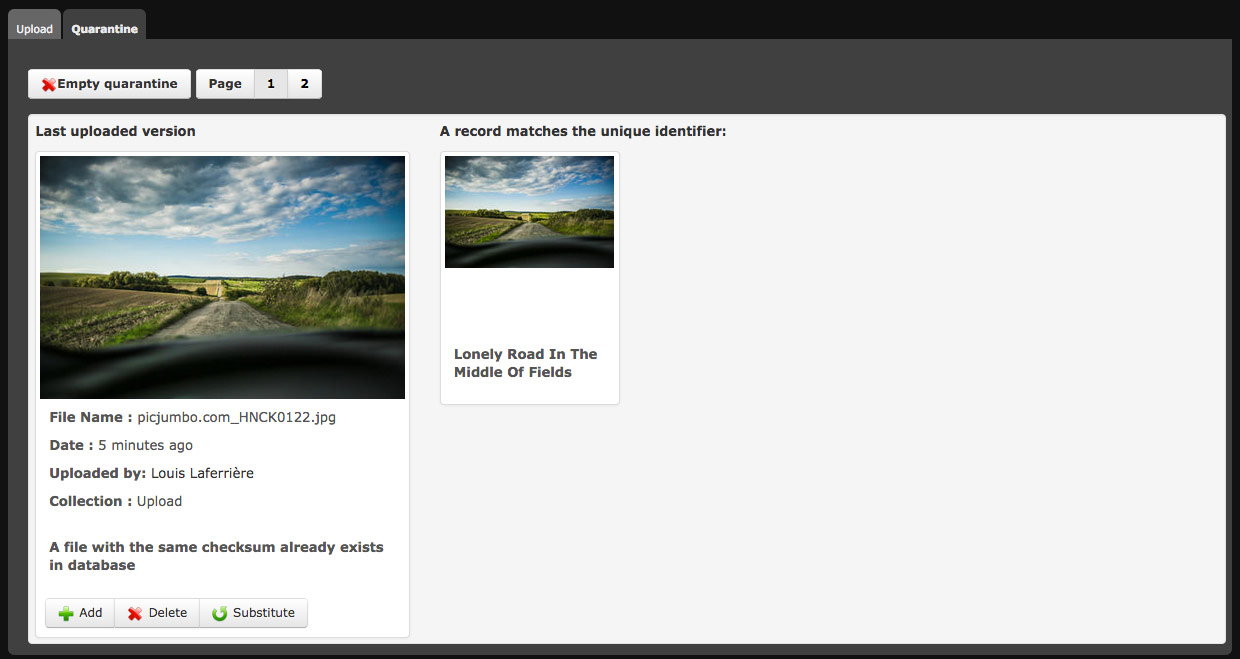 Upload Quarantine
Empty quarantine Page 1 2
Last uploaded version
A record matches the unique identifier:
Lonely Road In The
Middle Of Fields
File Name : picjumbo.com_HNCK0122.jpg
Date : 5 minutes ago
Uploaded by: Louis Laferrière
Collection : Upload
A file with the same checksum already exists
in database
Add Delete Substitute